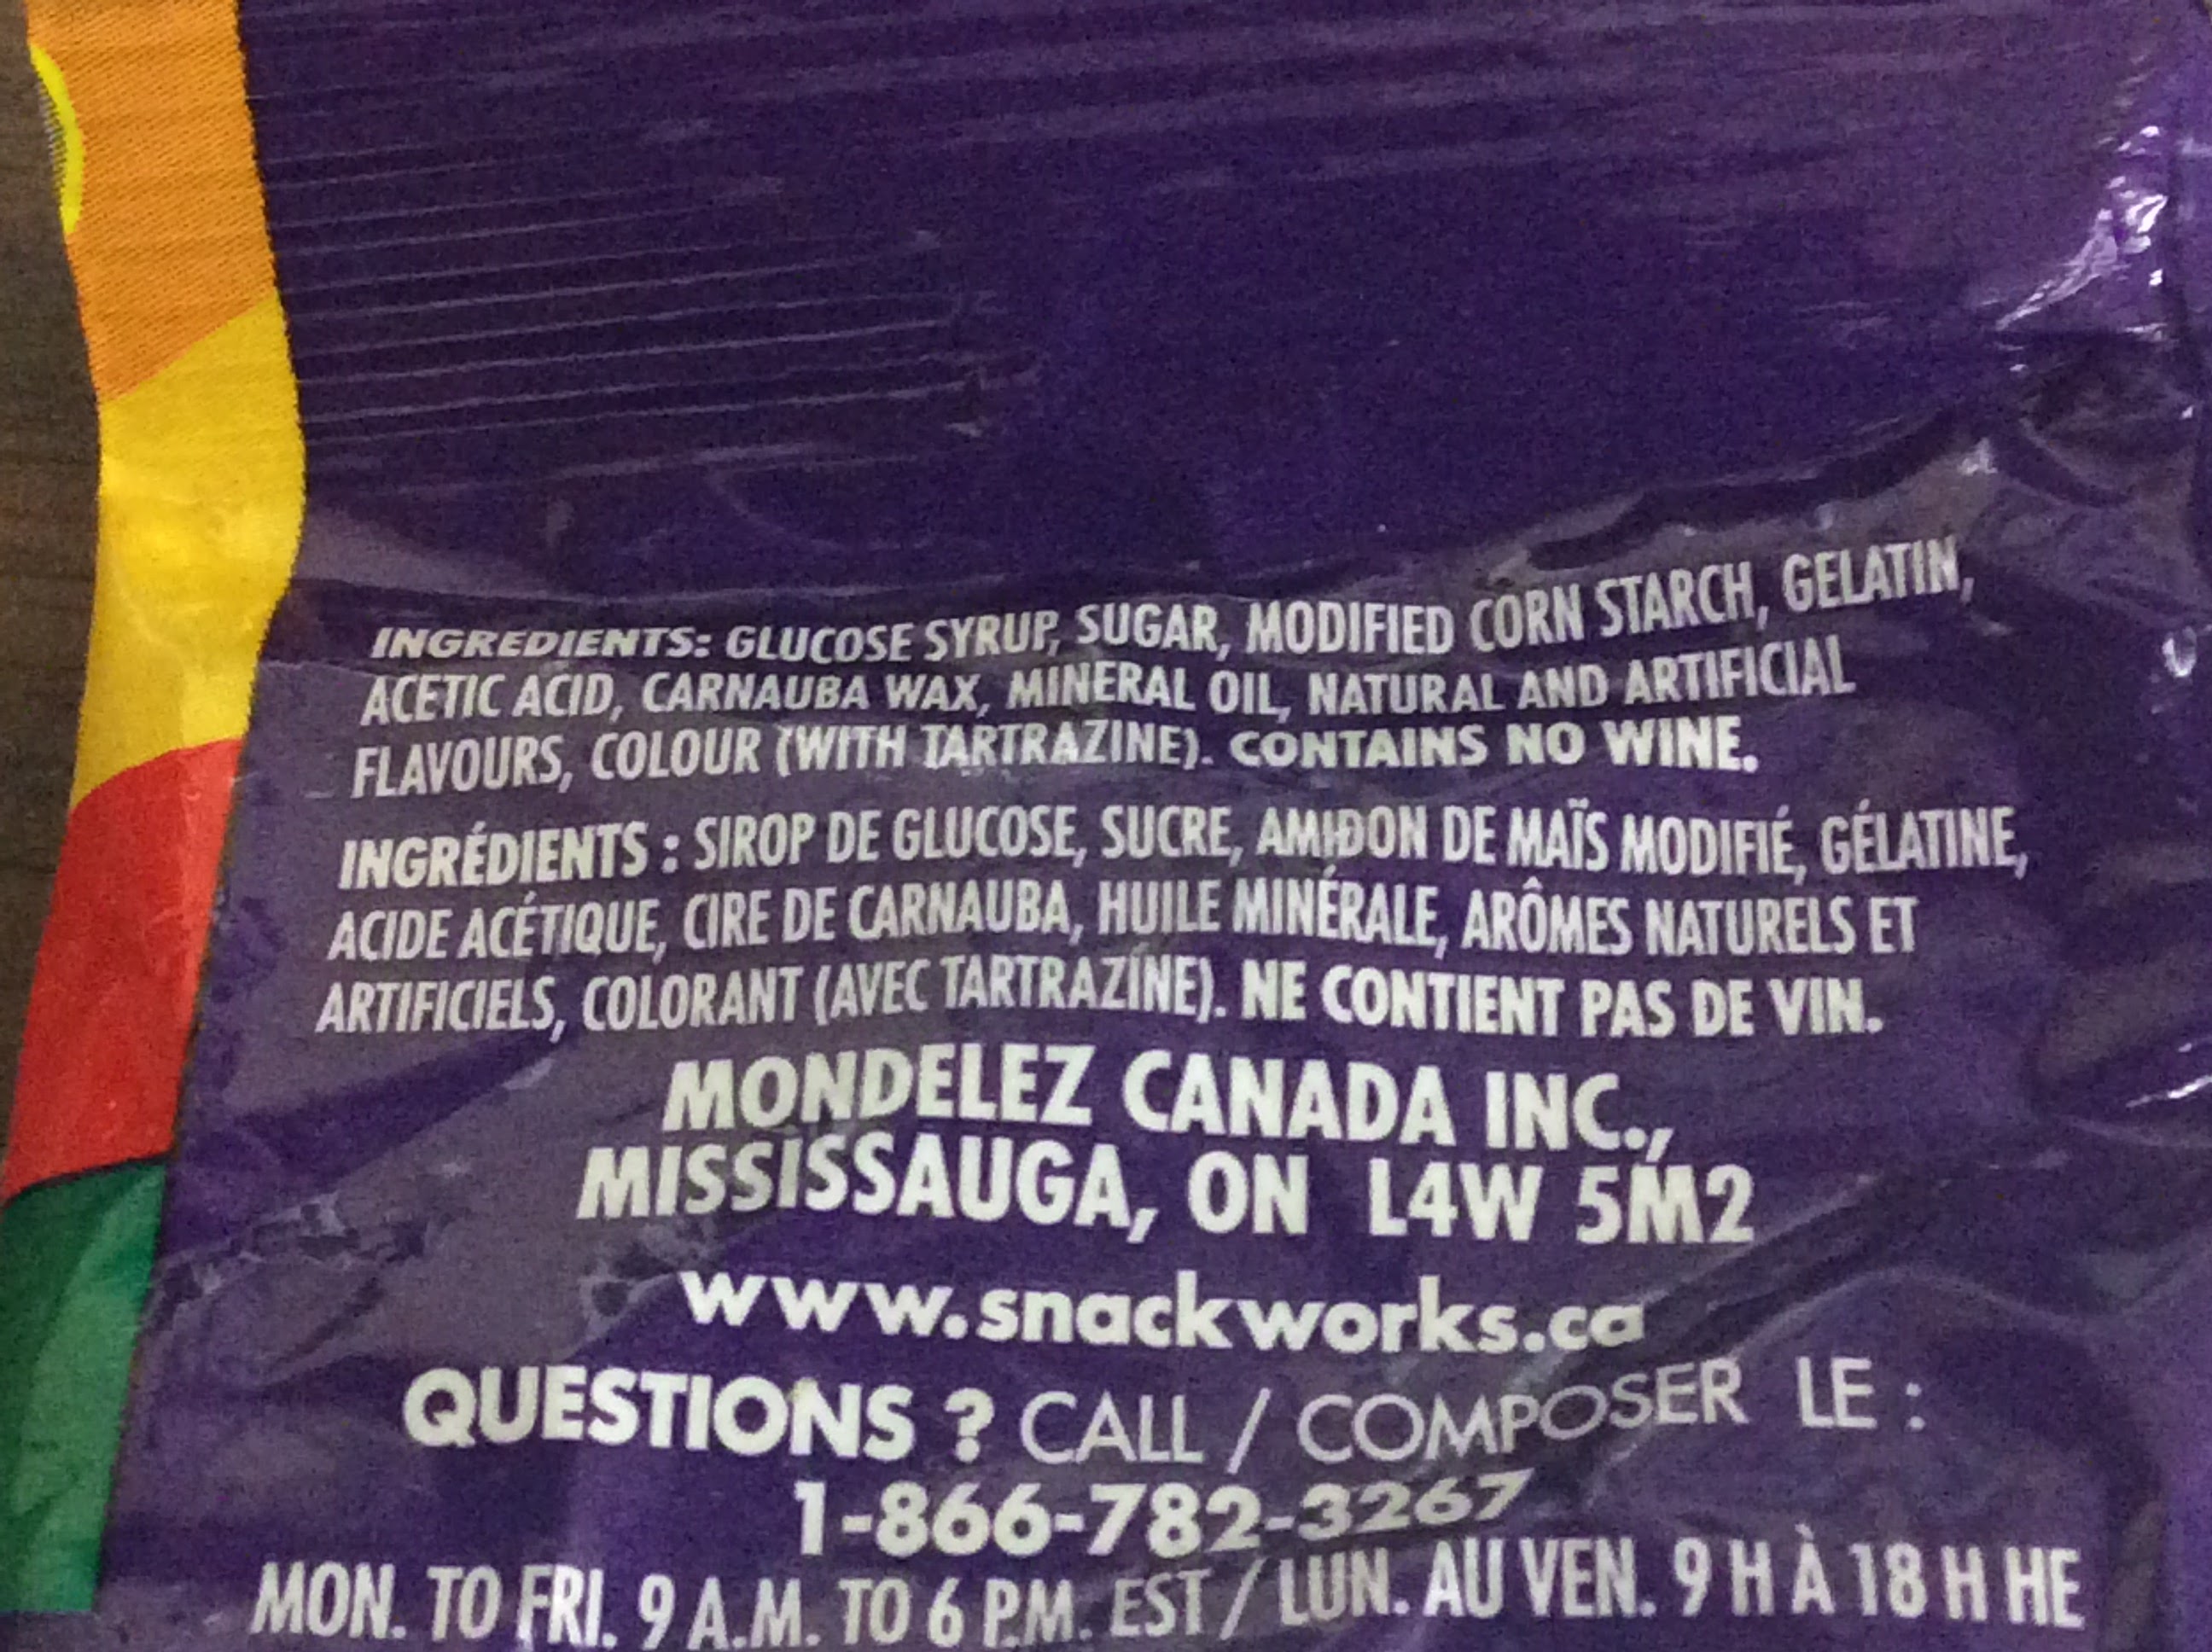 INGREDIENTS: GLUCOSE SYRUP, SUGAR, MODIFIED CORN STARCH, GELATIN,
ACETIC ACID, CARNAUBA WAX, MINERAL OIL, NATURAL AND ARTIFICIAL
FLAVOURS, COLOUR (WITH TARTRAZINE). CONTAINS NO WINE.
INGRÉDIENTS : SIROP DE GLUCOSE, SUCRE, AMIDON DE MAÏS MODIFIÉ, GÉLATINE,
ACIDE ACÉTIQUE, CIRE DE CARNAUBA, HUILE MINÉRALE, ARÔMES NATURELS ET
ARTIFICIELS, COLORANT (AVEC TARTRAZINE). NE CONTIENT PAS DE VIN.
MONDELEZ CANADA INC.,
MISSISSAUGA, ON L4W 5M2
www.snackworks.ca
QUESTIONS ? CALL / COMPOSER LE :
1-866-782-3267
MON. TO FRI. 9 A.M. TO 6 P.M. EST / LUN. AU VEN. 9 H À 18 H HE